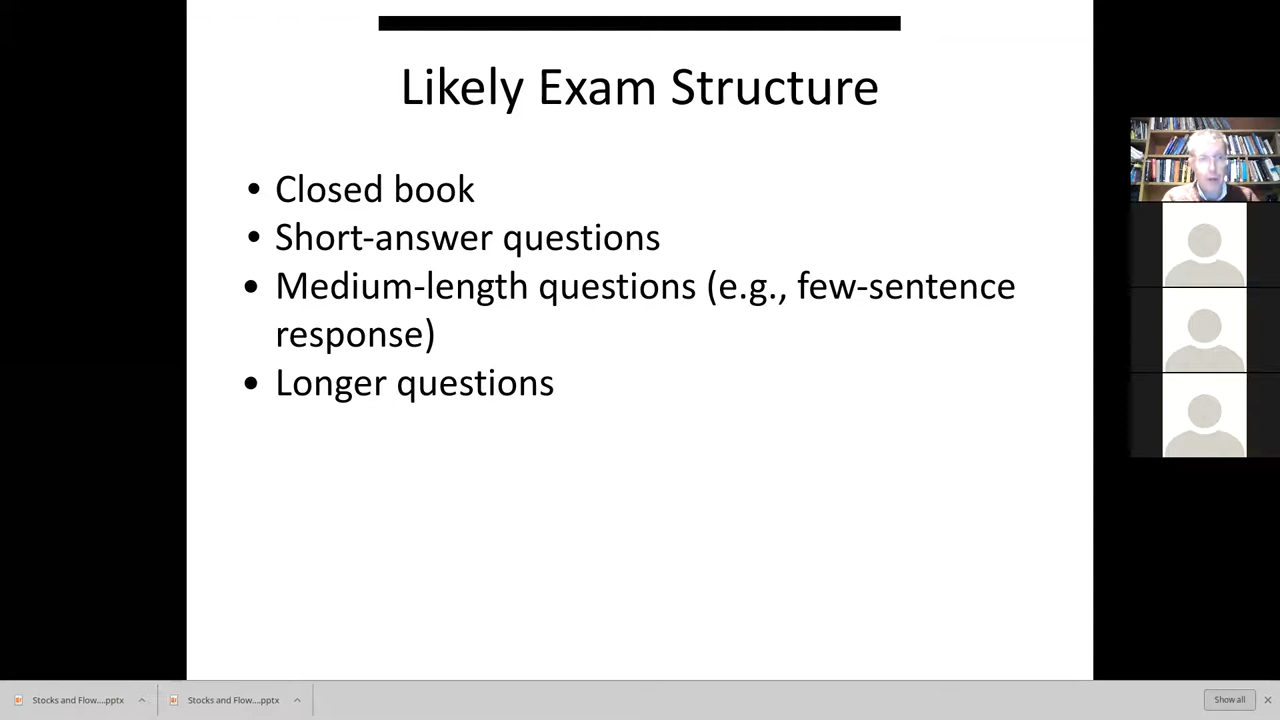 Likely Exam Structure
• Closed book
• Short-answer questions
• Medium-length questions (e.g., few-sentence
response)
• Longer questions
Stocks and Flow....pptx
Stocks and Flow....pptx
Show all